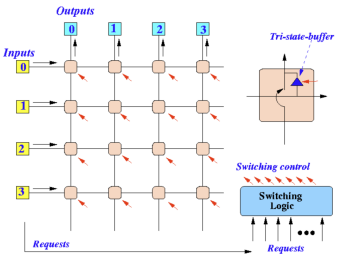 Outputs
0 1 2 3
Inputs
0
1
2
3
Requests
Tri-state-buffer
Switching control
Switching
Logic
Requests